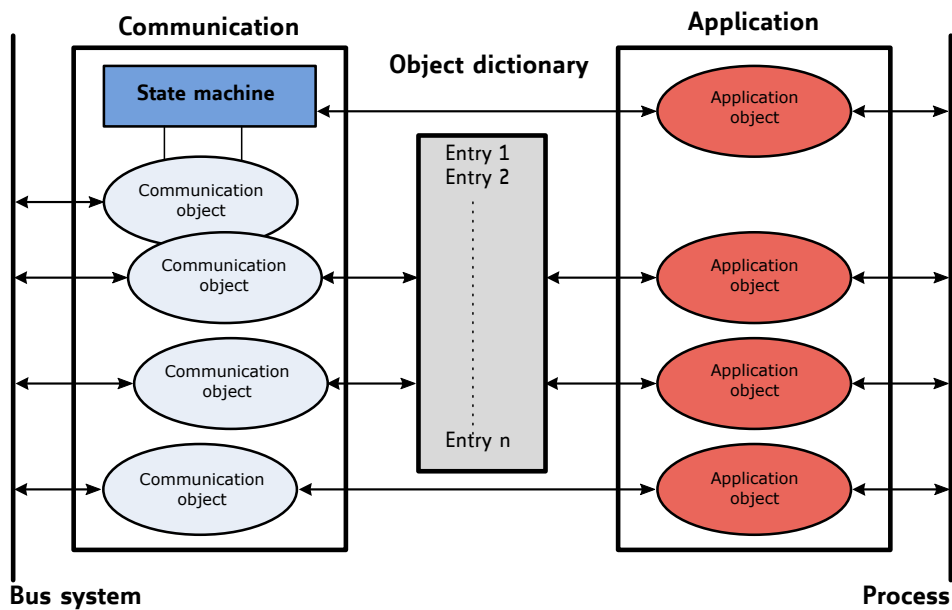 Communication
Application
Object dictionary
State machine
Application
object
Entry 1
Entry 2
Communication
object
Communication
object
Application
object
Communication
object
Application
object
Entry n
Communication
object
Application
object
Bus system
Process